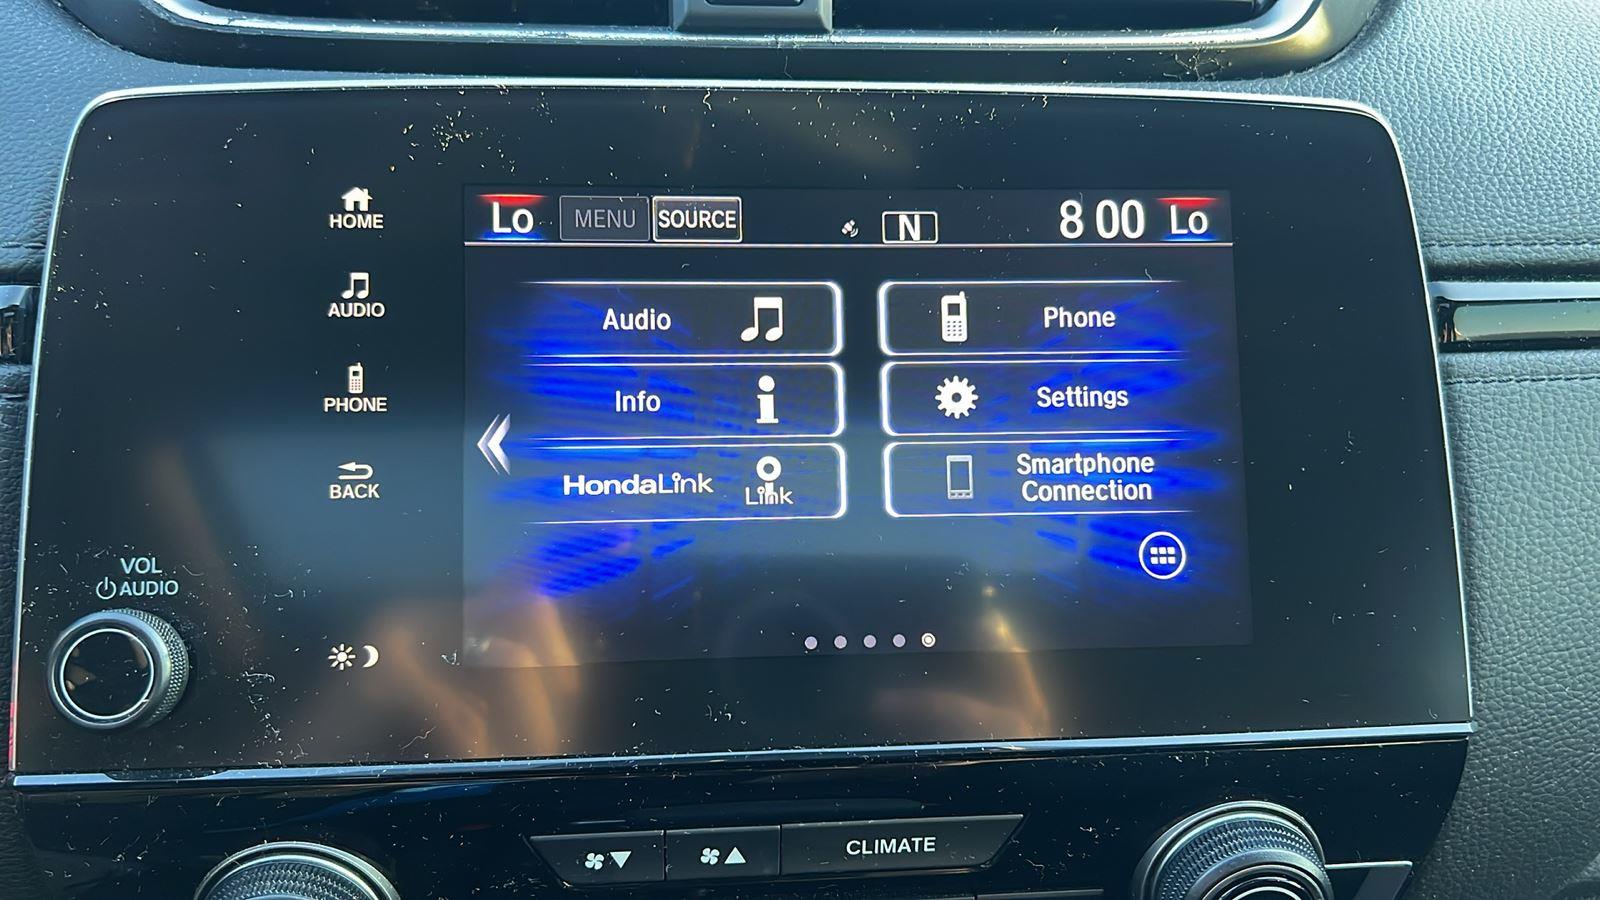 HOME
AUDIO
PHONE
BACK
VOL
AUDIO
Lo MENU SOURCE N 8 00 Lo
Audio Phone
Info Settings
HondaLink Link Smartphone
Connection
CLIMATE